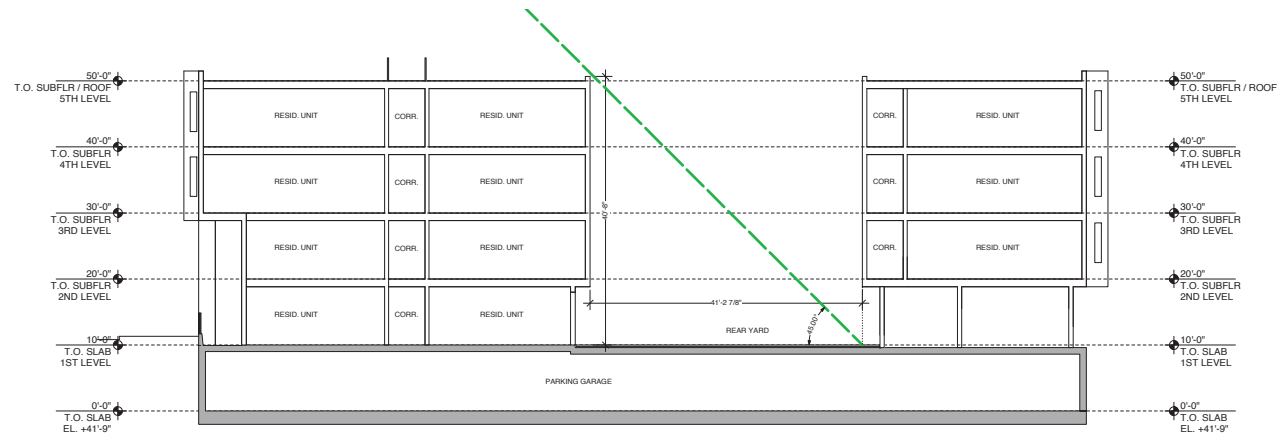 50'-0"
T.O. SUBFLR / ROOF
5TH LEVEL
50'-0"
T.O. SUBFLR / ROOF
5TH LEVEL
RESID. UNIT
CORR.
RESID. UNIT
CORR.
RESID. UNIT
40'-0"
T.O. SUBFLR
4TH LEVEL
40'-0"
T.O. SUBFLR
4TH LEVEL
RESID. UNIT
CORR.
RESID. UNIT
CORR.
RESID. UNIT
40'-8"
30'-0"
T.O. SUBFLR
3RD LEVEL
30'-0"
T.O. SUBFLR
3RD LEVEL
RESID. UNIT
CORR.
RESID. UNIT
CORR.
RESID. UNIT
20'-0"
T.O. SUBFLR
2ND LEVEL
20'-0"
T.O. SUBFLR
2ND LEVEL
41'-2 7/8"
RESID. UNIT
CORR.
RESID. UNIT
REAR YARD
45.00°
10'-0"
T.O. SLAB
1ST LEVEL
10'-0"
T.O. SLAB
1ST LEVEL
PARKING GARAGE
0'-0"
T.O. SLAB
EL. +41'-9"
0'-0"
T.O. SLAB
EL. +41'-9"